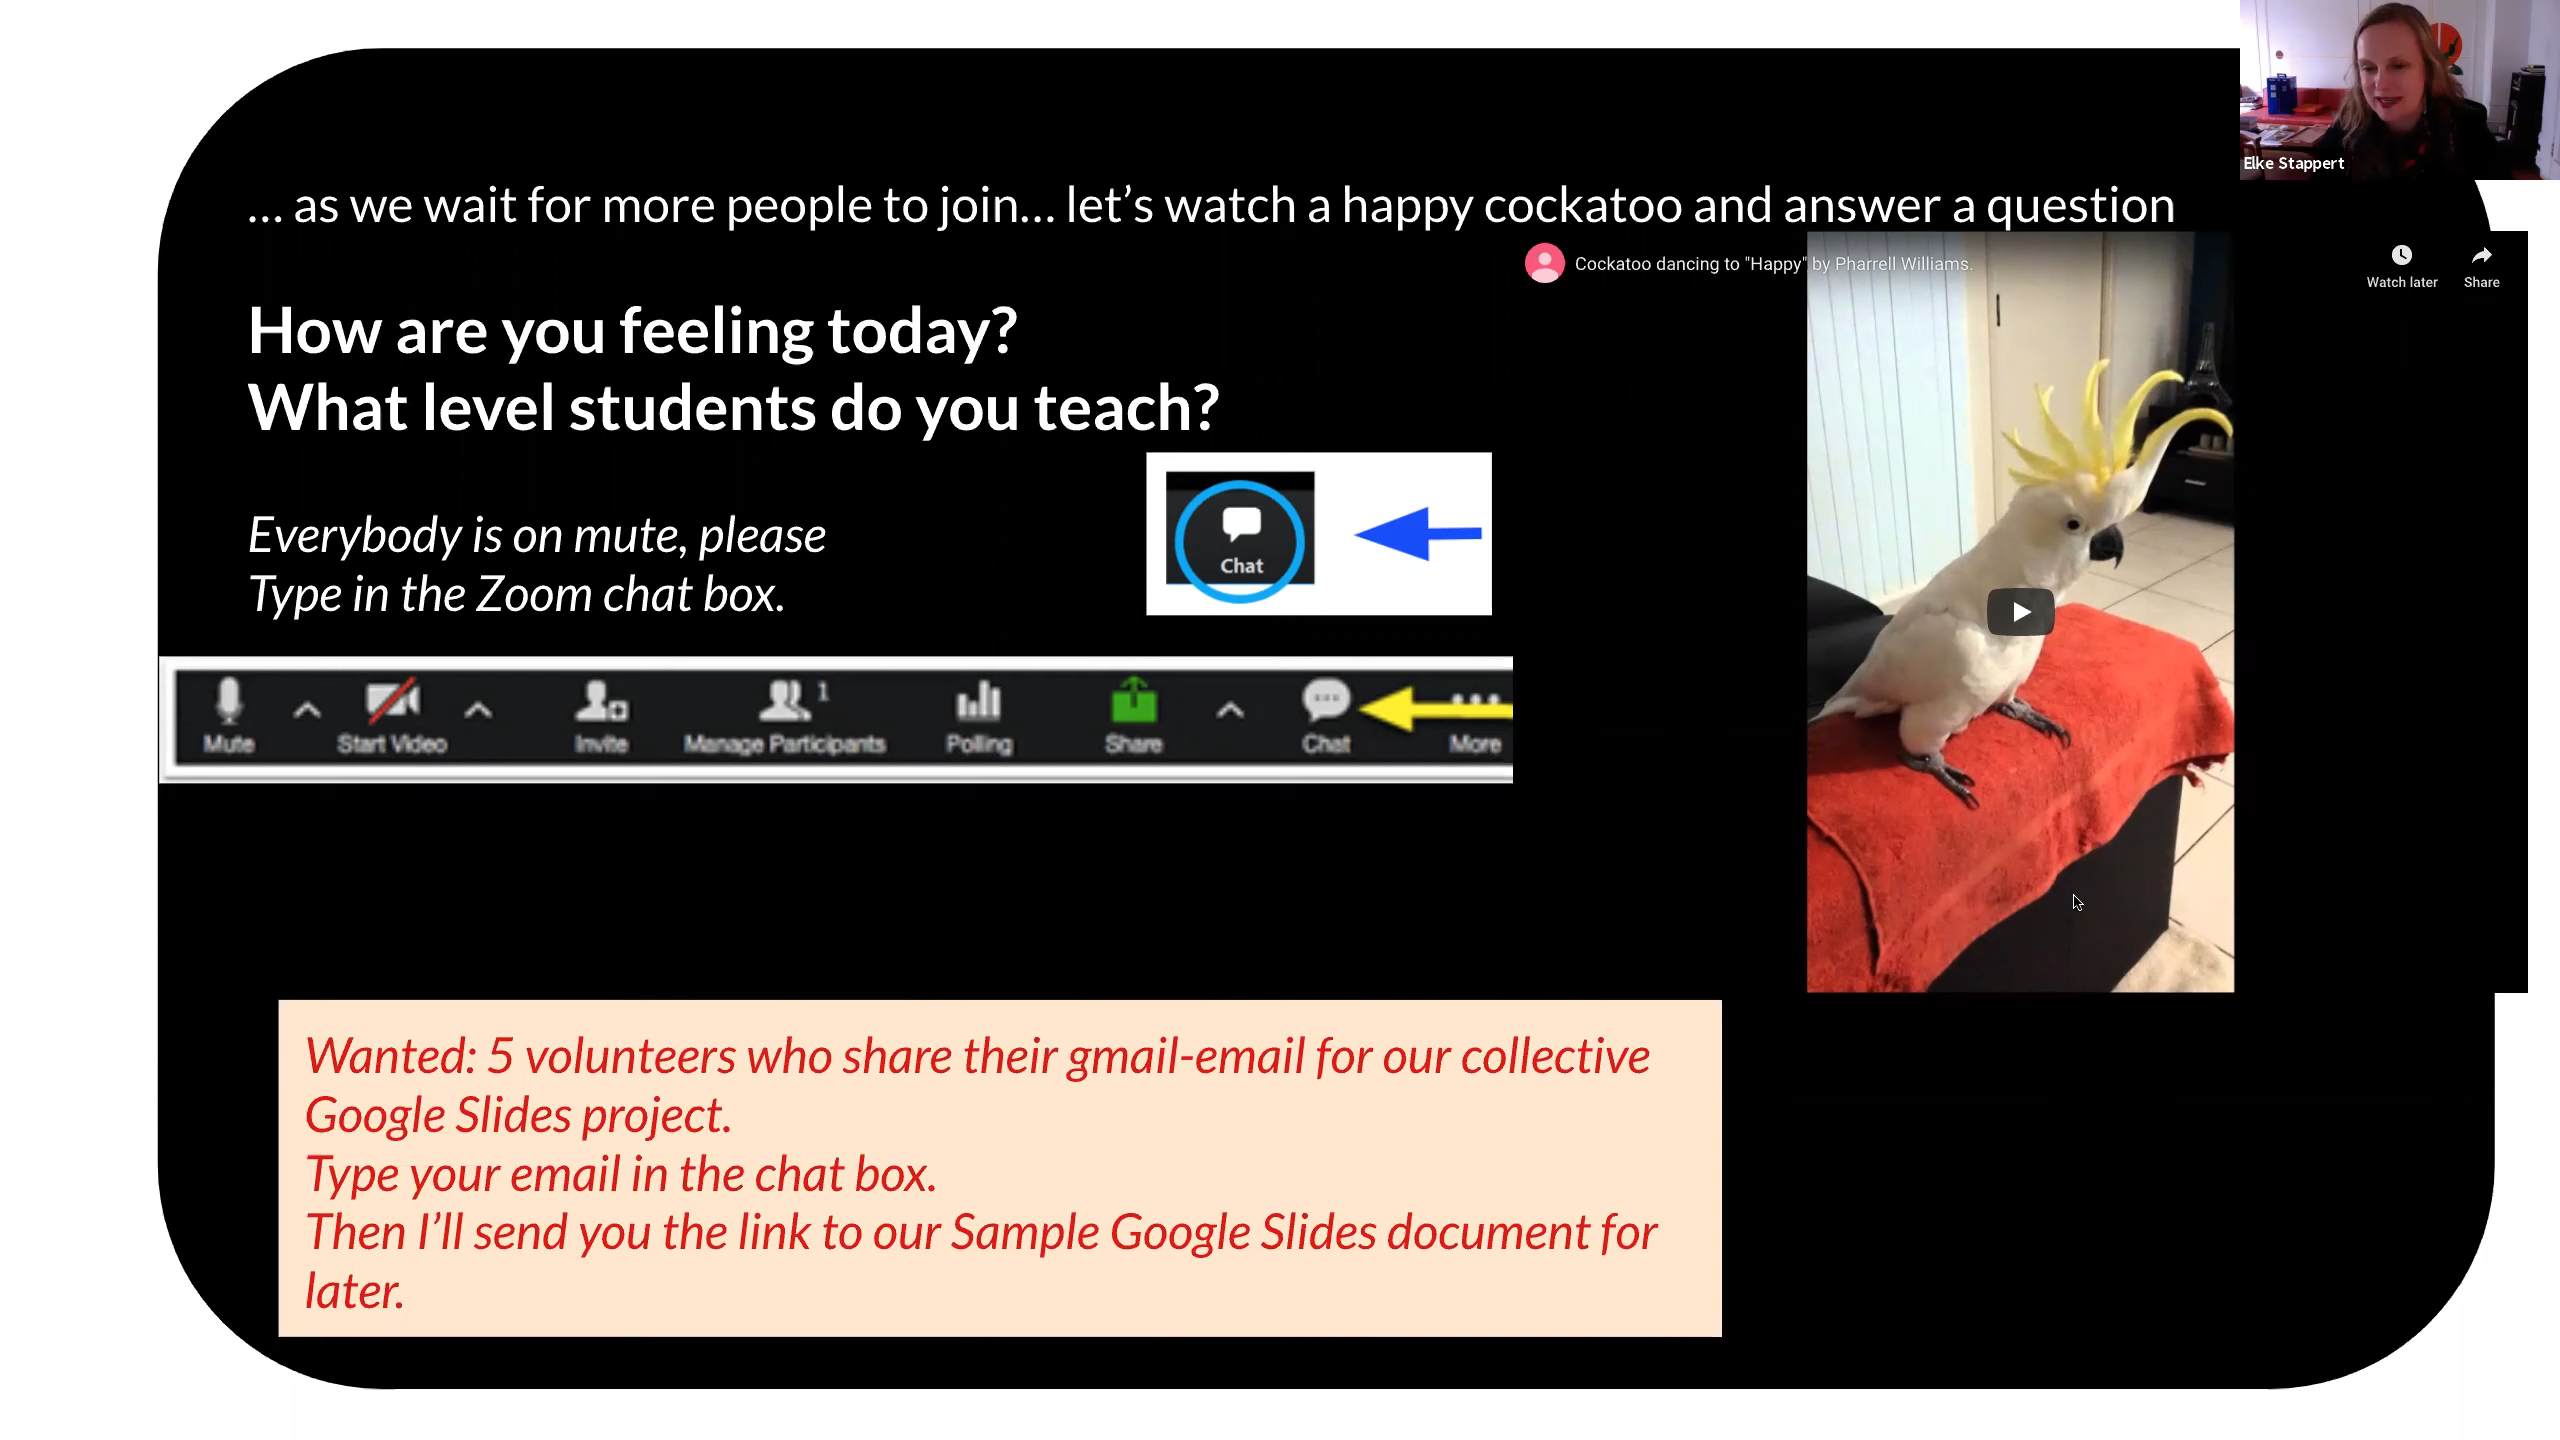 Elke Stappert
... as we wait for more people to join... let’s watch a happy cockatoo and answer a question
Cockatoo dancing to "Happy" by Pharrell Williams.
Watch later
Share
How are you feeling today?
What level students do you teach?
Chat
Everybody is on mute, please
Type in the Zoom chat box.
1
Mute
Start Video
Invite
Manage Participants
Polling
Share
Chat
More
Wanted: 5 volunteers who share their gmail-email for our collective
Google Slides project.
Type your email in the chat box.
Then I’ll send you the link to our Sample Google Slides document for
later.